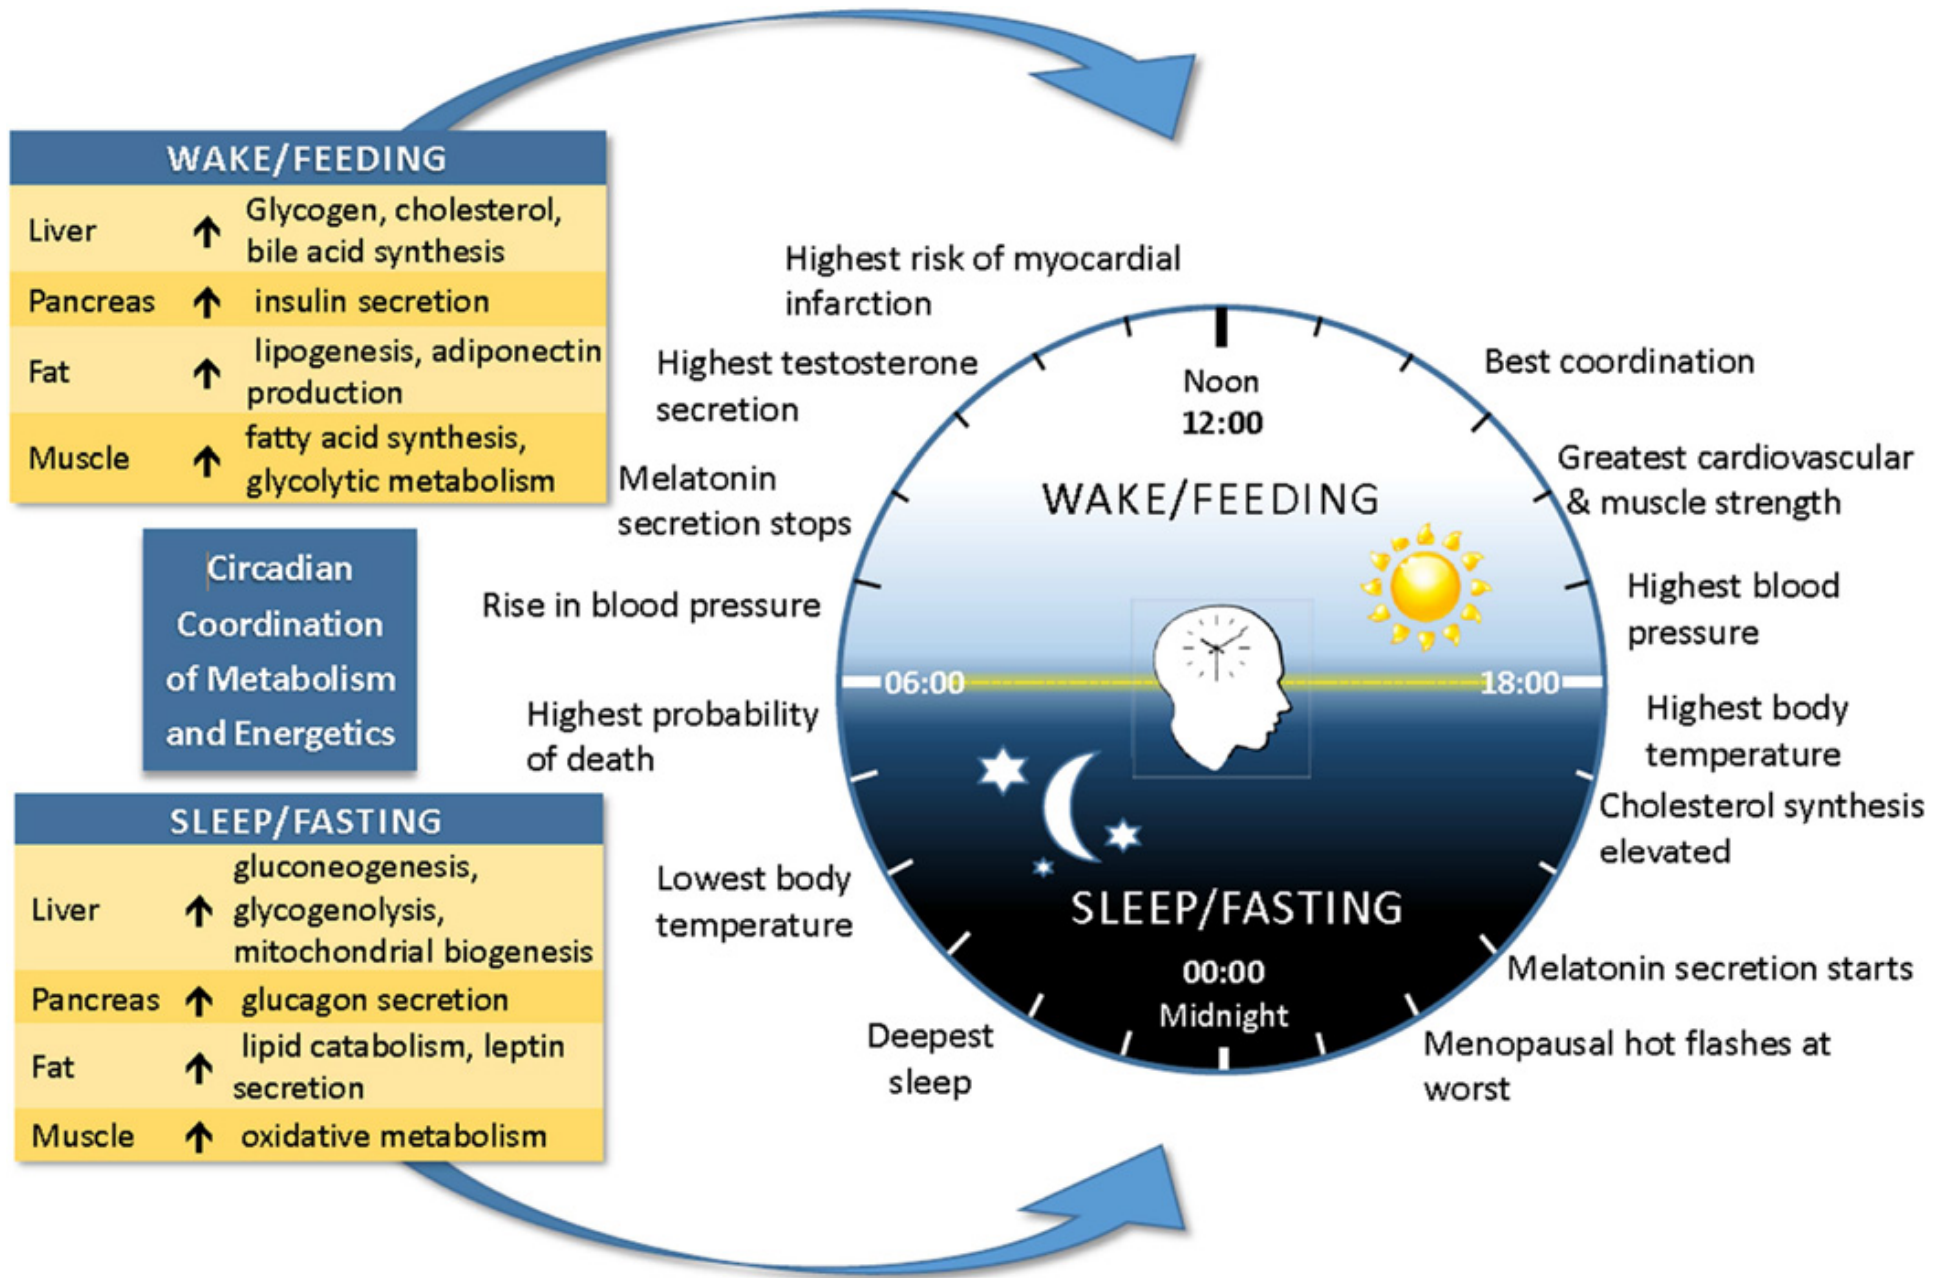 WAKE/FEEDING
Liver ↑ Glycogen, cholesterol,
bile acid synthesis
Pancreas ↑ insulin secretion
Fat ↑ lipogenesis, adiponectin
production
Muscle ↑ fatty acid synthesis,
glycolytic metabolism
Circadian
Coordination
of Metabolism
and Energetics
SLEEP/FASTING
Liver ↑ gluconeogenesis,
glycogenolysis,
mitochondrial biogenesis
Pancreas ↑ glucagon secretion
Fat ↑ lipid catabolism, leptin
secretion
Muscle ↑ oxidative metabolism
Highest risk of myocardial
infarction
Highest testosterone
secretion
Melatonin
secretion stops
Rise in blood pressure
Highest probability
of death
Lowest body
temperature
Deepest
sleep
Noon
12:00
WAKE/FEEDING
06:00
18:00
SLEEP/FASTING
00:00
Midnight
Best coordination
Greatest cardiovascular
& muscle strength
Highest blood
pressure
Highest body
temperature
Cholesterol synthesis
elevated
Melatonin secretion starts
Menopausal hot flashes at
worst